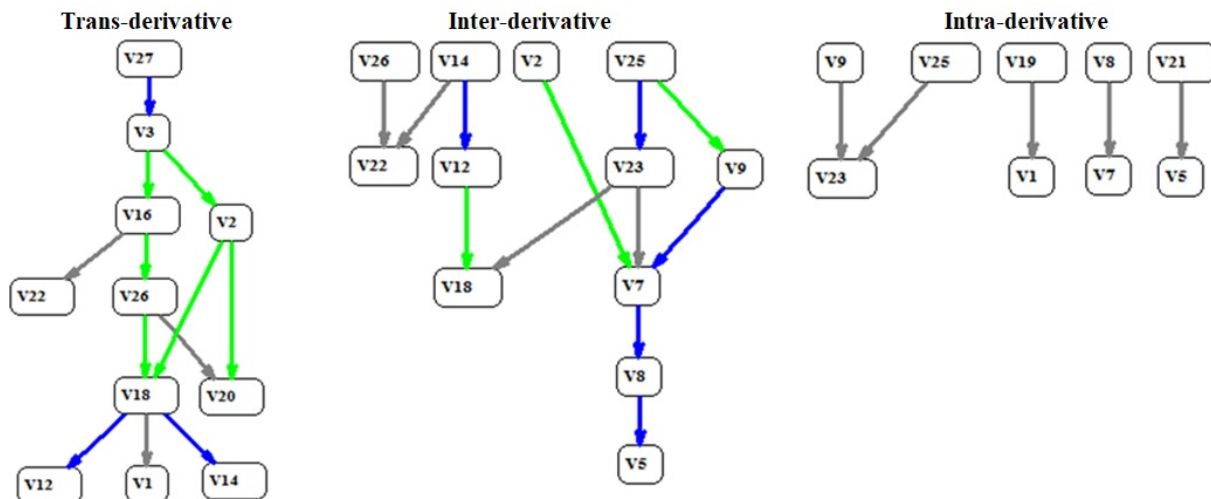 Trans-derivative
Inter-derivative
Intra-derivative
V27
V3
V16
V2
V22
V26
V18
V20
V12
V1
V14
V26
V14
V2
V25
V22
V12
V23
V9
V18
V7
V8
V5
V9
V25
V19
V8
V21
V23
V1
V7
V5